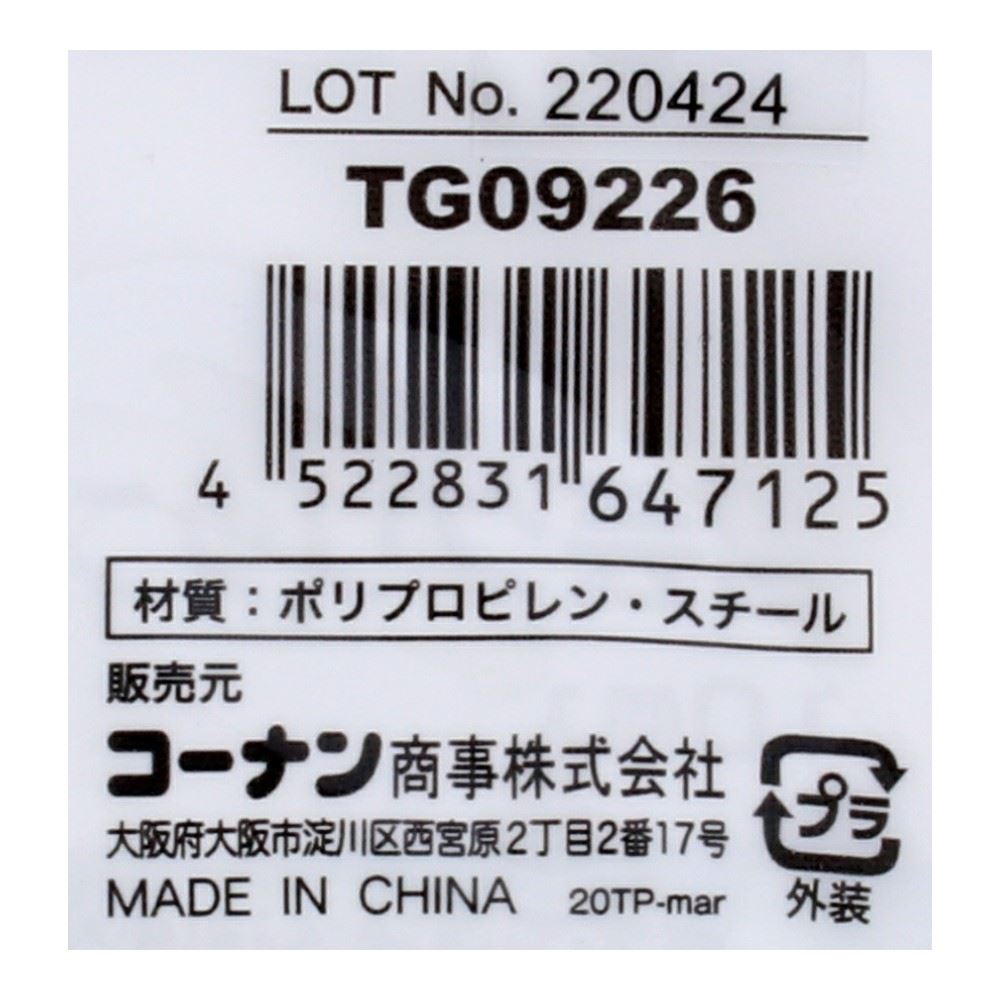 LOT No. 220424
TG09226
4 522831 647125
材質：ポリプロピレン・スチール
販売元
コーナン商事株式会社
大阪府大阪市淀川区西宮原2丁目2番17号
MADE IN CHINA 20TP-mar
プラ
外装